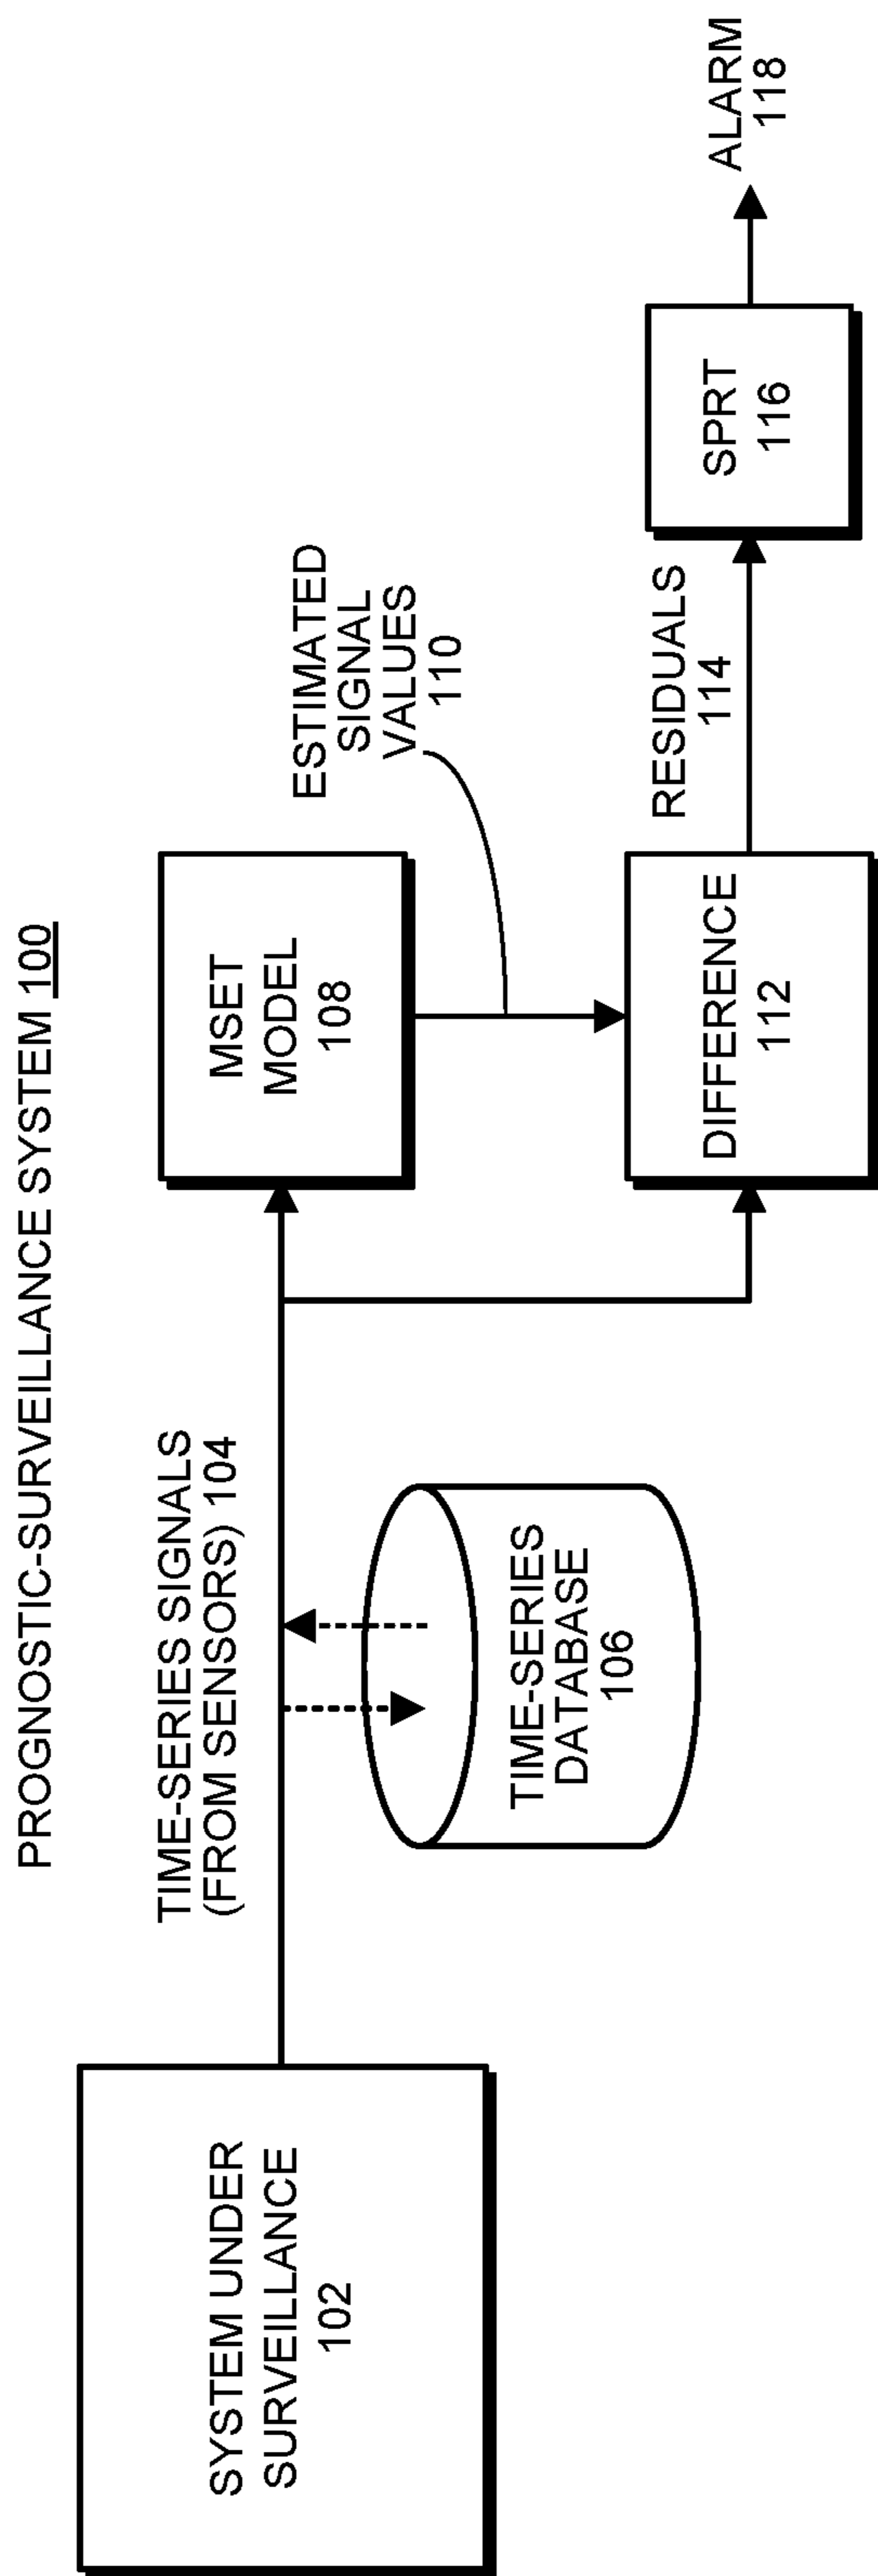 PROGNOSTIC-SURVEILLANCE SYSTEM 100
SYSTEM UNDER
SURVEILLANCE
102
TIME-SERIES SIGNALS
(FROM SENSORS) 104
TIME-SERIES
DATABASE
106
MSET
MODEL
108
ESTIMATED
SIGNAL
VALUES
110
DIFFERENCE
112
RESIDUALS
114
SPRT
116
ALARM
118